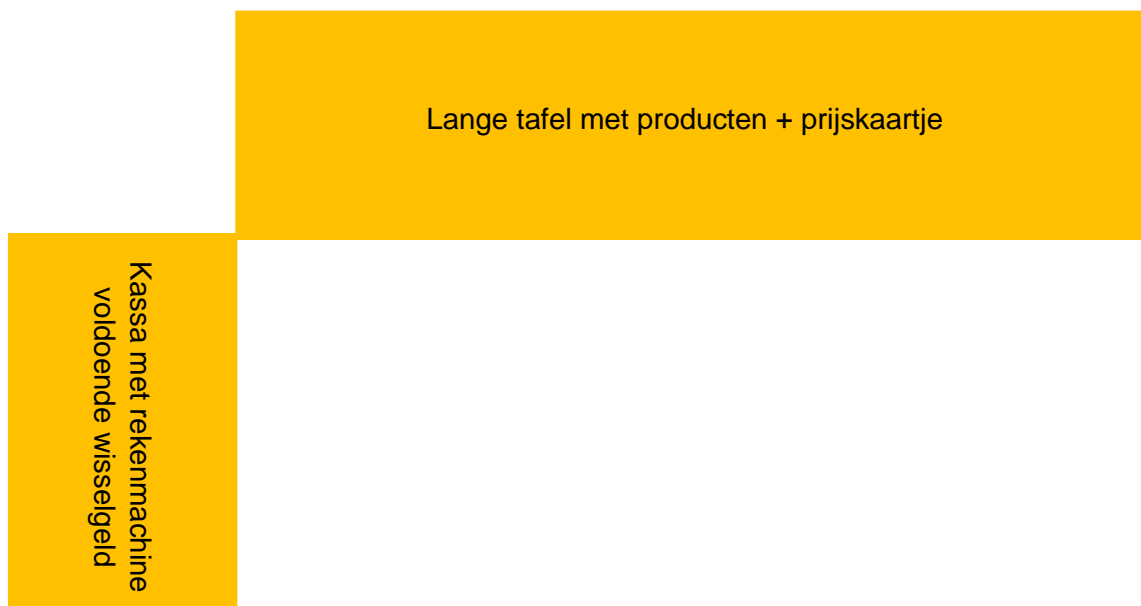 Lange tafel met producten + prijskaartje
Kassa met rekenmachine
voldoende wisselgeld